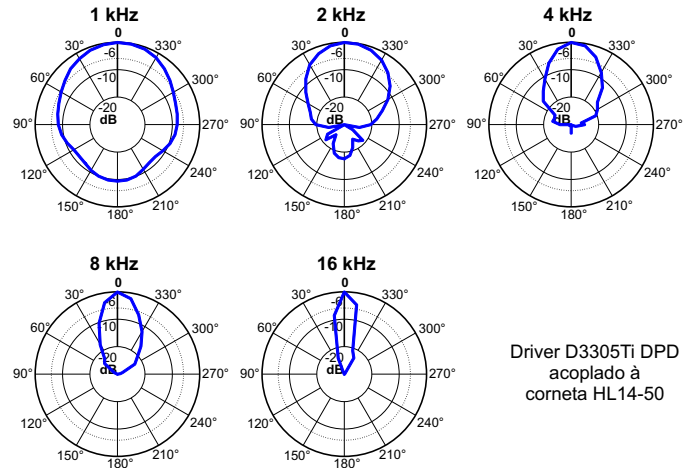 1 kHz
0
30° 330°
-6
60° -10 300°
-20
90° dB 270°
120° 240°
150° 210°
180°
2 kHz
0
30° 330°
-6
60° -10 300°
-20
90° dB 270°
120° 240°
150° 210°
180°
4 kHz
0
30° 330°
-6
60° -10 300°
-20
90° dB 270°
120° 240°
150° 210°
180°
8 kHz
0
30° 330°
-6
60° -10 300°
-20
90° dB 270°
120° 240°
150° 210°
180°
16 kHz
0
30° 330°
-6
60° -10 300°
-20
90° dB 270°
120° 240°
150° 210°
180°
Driver D3305Ti DPD
acoplado à
corneta HL14-50